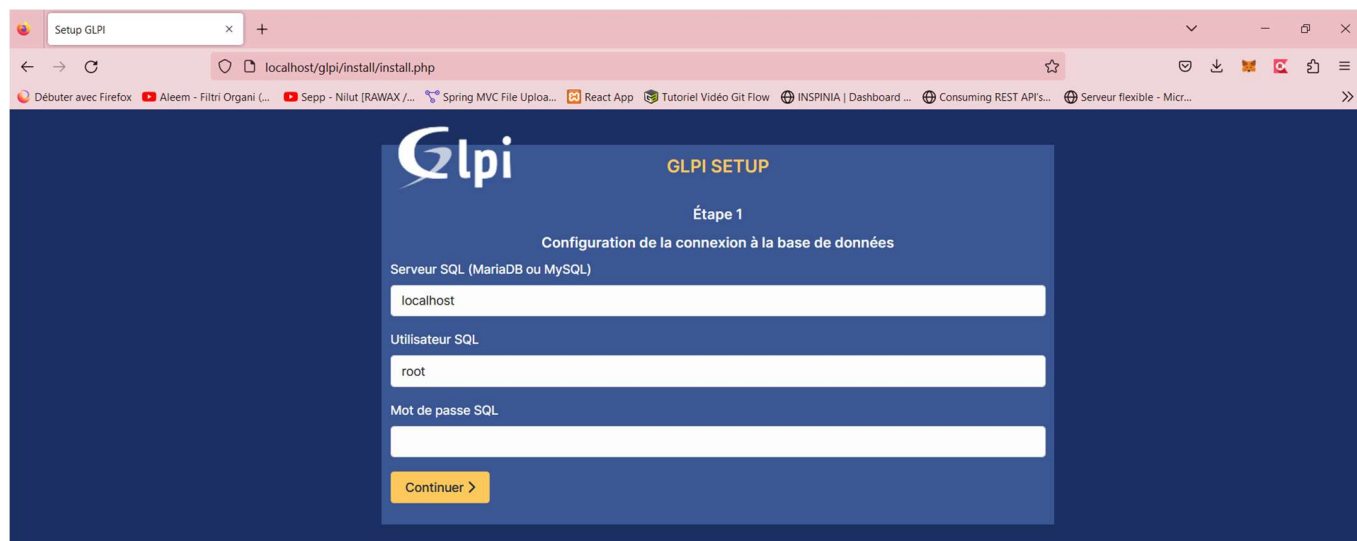 Setup GLPI
localhost/glpi/install/install.php
Débuter avec Firefox Aleem - Filtri Organi (... Sepp - Nilut [RAWAX /... Spring MVC File Uploa... React App Tutoriel Vidéo Git Flow INSPINIA | Dashboard ... Consuming REST API's... Serveur flexible - Micr...
Glpi
GLPI SETUP
Étape 1
Configuration de la connexion à la base de données
Serveur SQL (MariaDB ou MySQL)
localhost
Utilisateur SQL
root
Mot de passe SQL
Continuer >